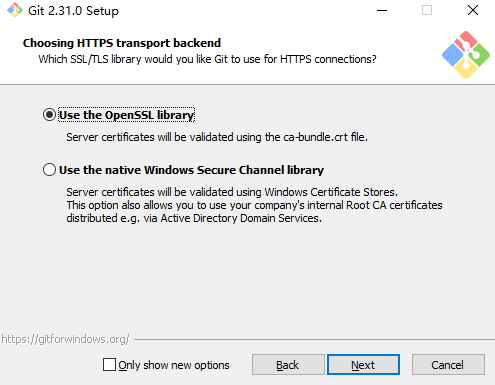 Git 2.31.0 Setup
Choosing HTTPS transport backend
Which SSL/TLS library would you like Git to use for HTTPS connections?
Use the OpenSSL library
Server certificates will be validated using the ca-bundle.crt file.
Use the native Windows Secure Channel library
Server certificates will be validated using Windows Certificate Stores.
This option also allows you to use your company's internal Root CA certificates
distributed e.g. via Active Directory Domain Services.
https://gitforwindows.org/
Only show new options
Back
Next
Cancel